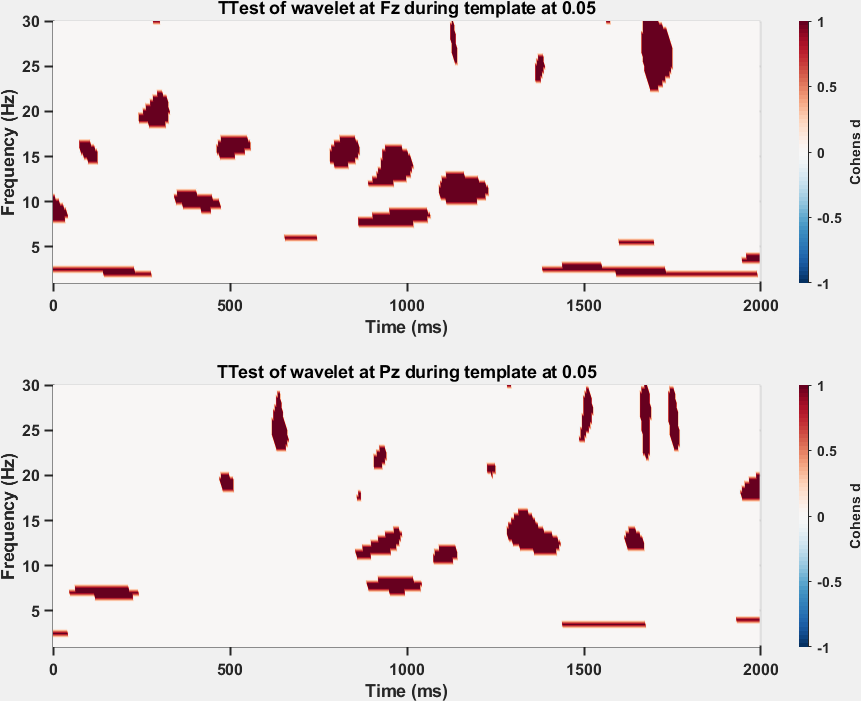 TTest of wavelet at Fz during template at 0.05
30
25
20
15
10
5
Frequency (Hz)
0 500 1000 1500 2000
Time (ms)
1
0.5
0
-0.5
-1
Cohens d
TTest of wavelet at Pz during template at 0.05
30
25
20
15
10
5
Frequency (Hz)
0 500 1000 1500 2000
Time (ms)
1
0.5
0
-0.5
-1
Cohens d